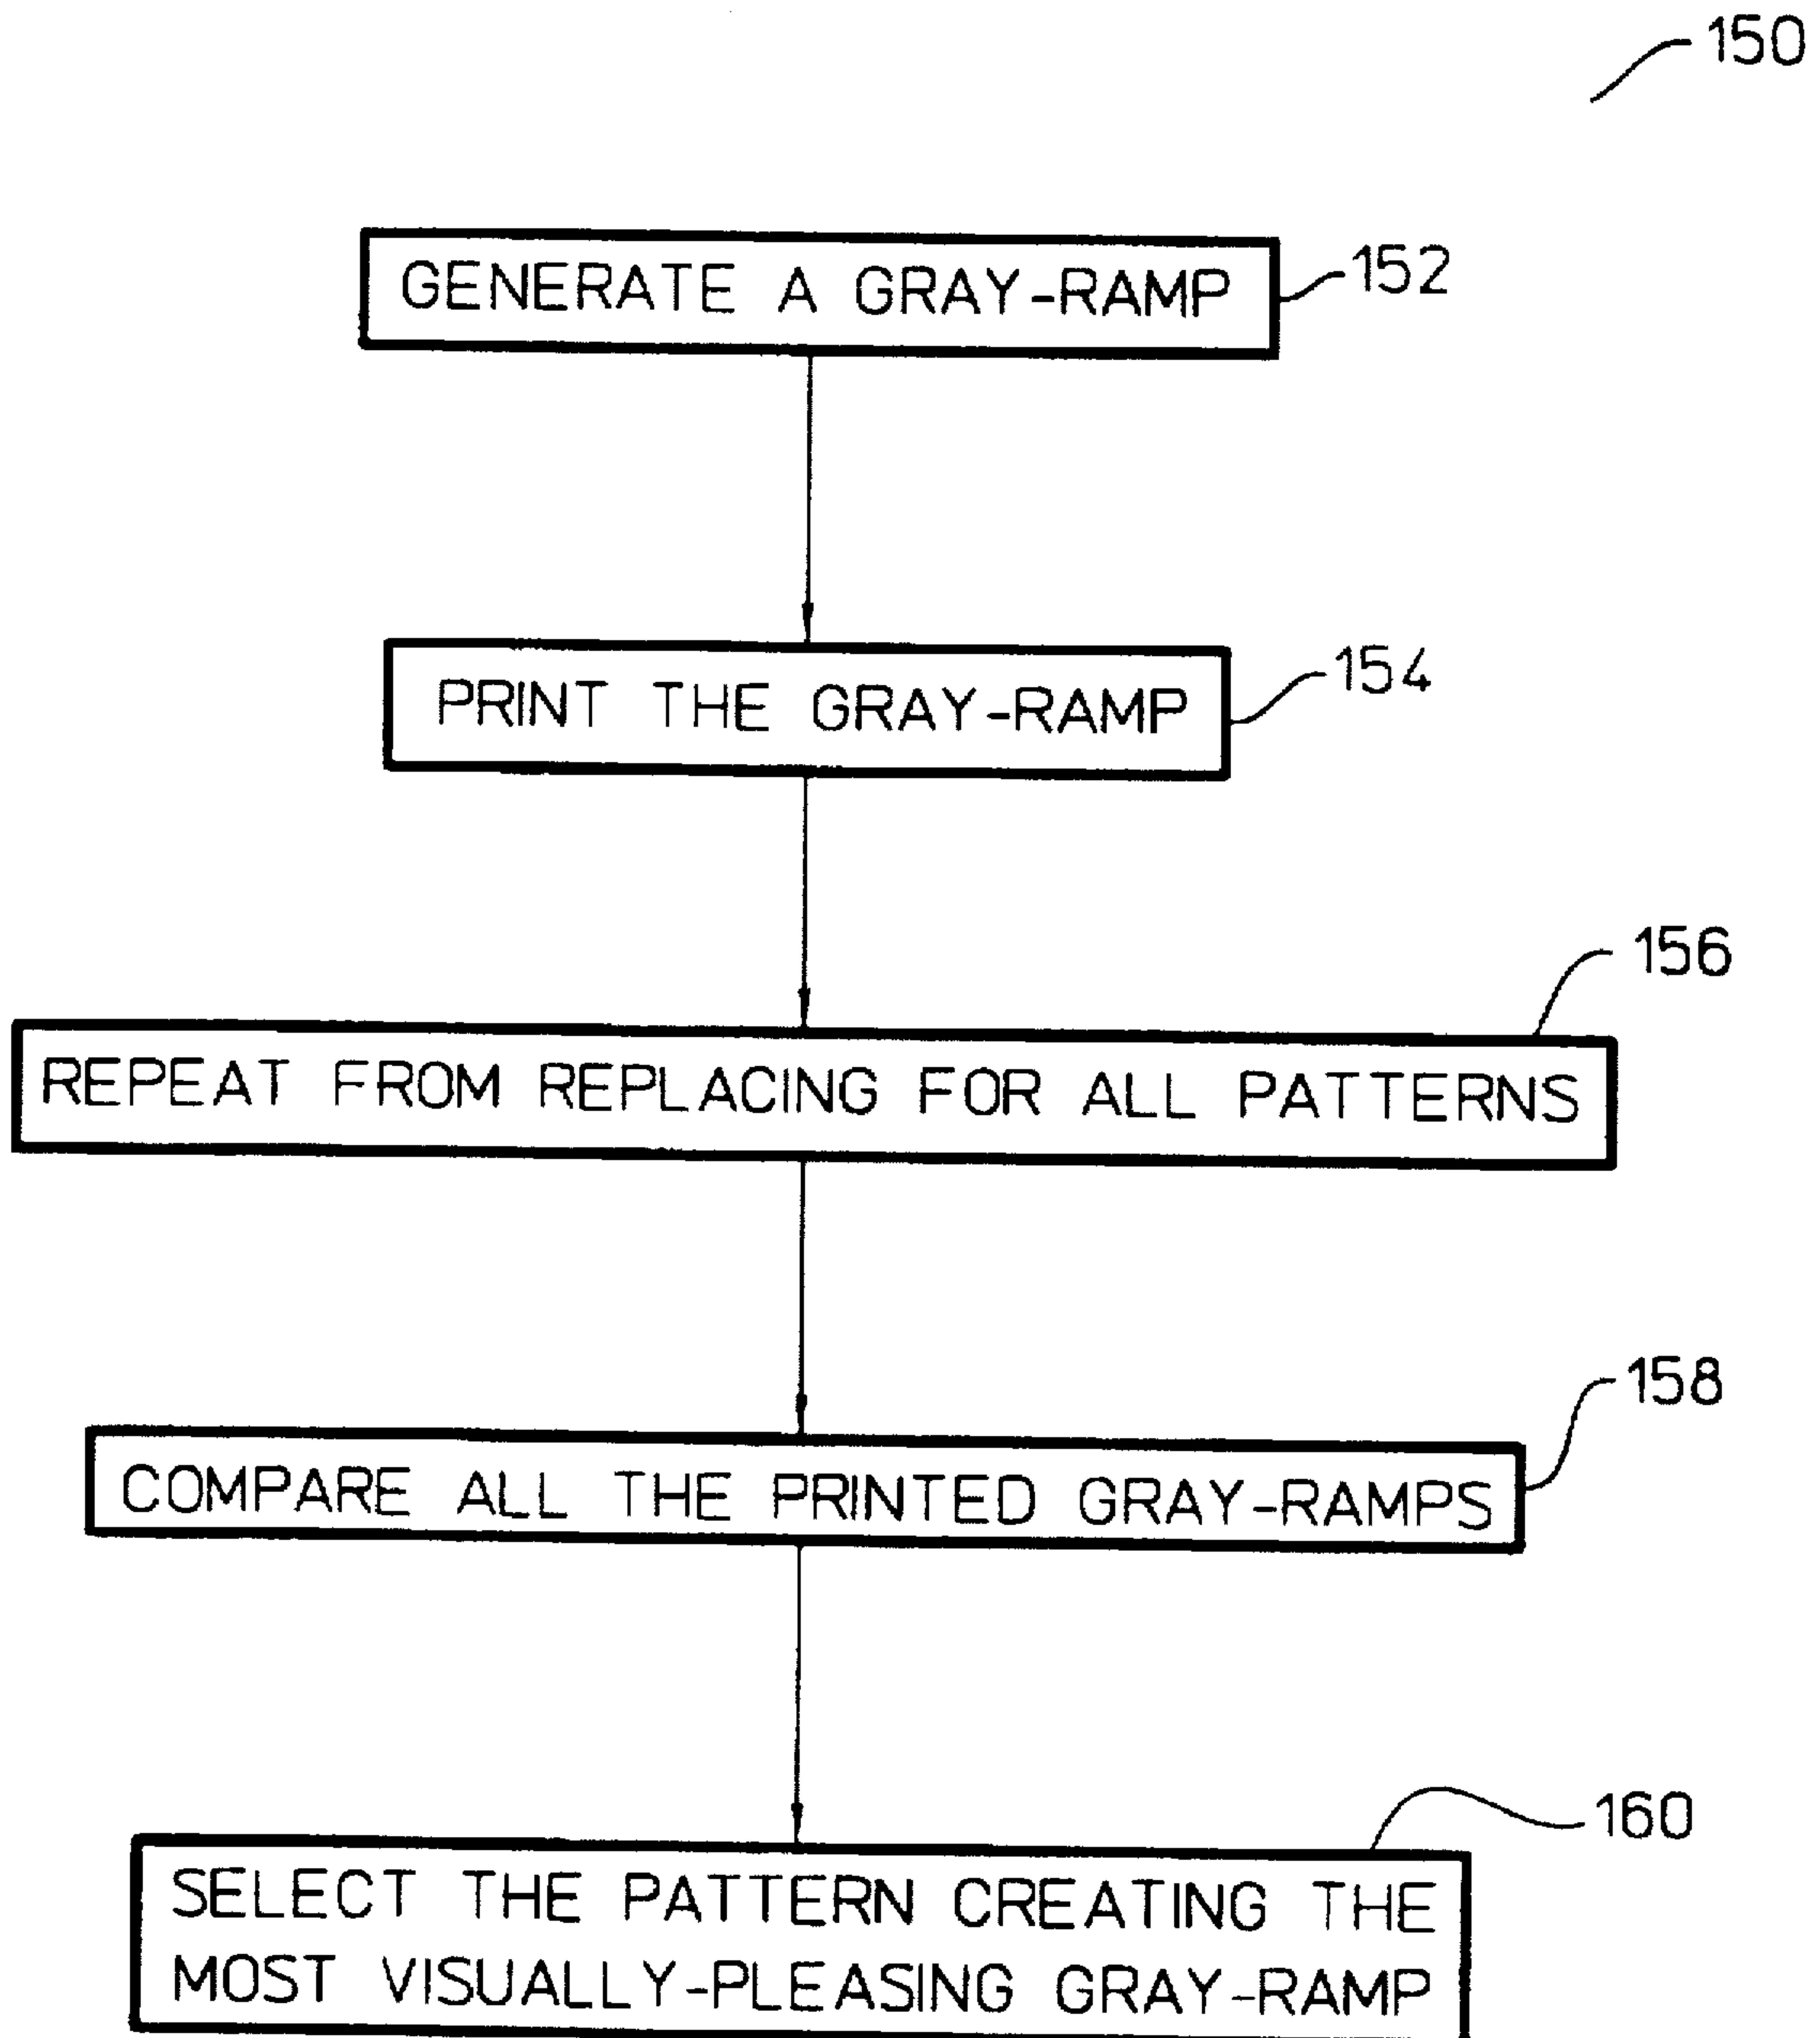 150
GENERATE A GRAY-RAMP
152
PRINT THE GRAY-RAMP
154
156
REPEAT FROM REPLACING FOR ALL PATTERNS
158
COMPARE ALL THE PRINTED GRAY-RAMPS
160
SELECT THE PATTERN CREATING THE
MOST VISUALLY-PLEASING GRAY-RAMP